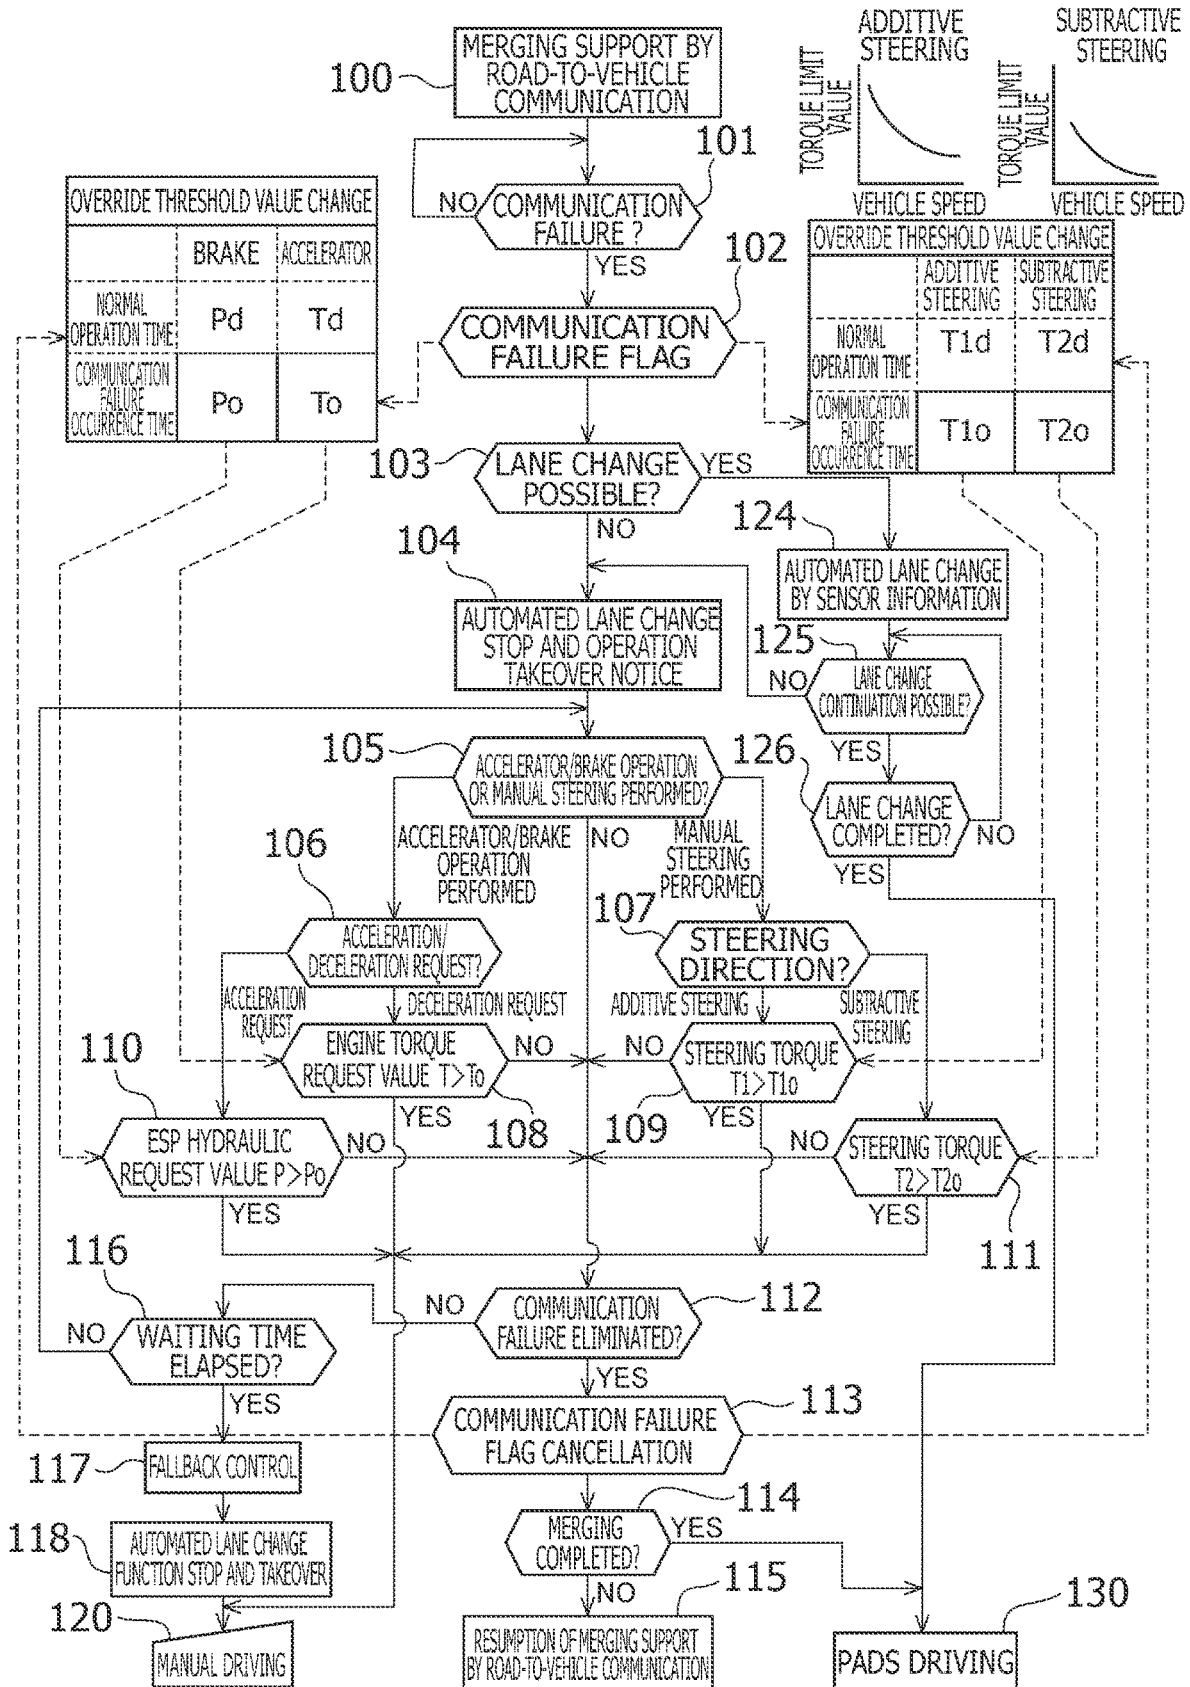 MERGING SUPPORT BY
ROAD-TO-VEHICLE
COMMUNICATION
100
ADDITIVE
STEERING
TORQUE LIMIT
VALUE
VEHICLE SPEED
SUBTRACTIVE
STEERING
TORQUE LIMIT
VALUE
VEHICLE SPEED
101
NO
COMMUNICATION
FAILURE ?
YES
OVERRIDE THRESHOLD VALUE CHANGE
BRAKE
ACCELERATOR
NORMAL
OPERATION TIME
Pd
Td
COMMUNICATION
FAILURE
OCCURRENCE TIME
Po
To
102
COMMUNICATION
FAILURE FLAG
OVERRIDE THRESHOLD VALUE CHANGE
ADDITIVE
STEERING
SUBTRACTIVE
STEERING
NORMAL
OPERATION TIME
T1d
T2d
COMMUNICATION
FAILURE
OCCURRENCE TIME
T1o
T2o
103
LANE CHANGE
POSSIBLE?
YES
NO
104
AUTOMATED LANE CHANGE
STOP AND OPERATION
TAKEOVER NOTICE
124
AUTOMATED LANE CHANGE
BY SENSOR INFORMATION
125
NO
LANE CHANGE
CONTINUATION POSSIBLE?
YES
126
LANE CHANGE
COMPLETED?
NO
YES
105
ACCELERATOR/BRAKE OPERATION
OR MANUAL STEERING PERFORMED?
ACCELERATOR/BRAKE
OPERATION
PERFORMED
NO
MANUAL
STEERING
PERFORMED
106
ACCELERATION/
DECELERATION REQUEST?
107
STEERING
DIRECTION?
ACCELERATION
REQUEST
DECELERATION REQUEST
ADDITIVE STEERING
SUBTRACTIVE
STEERING
ENGINE TORQUE
REQUEST VALUE T>To
NO
YES
108
STEERING TORQUE
T1>T1o
NO
YES
109
110
ESP HYDRAULIC
REQUEST VALUE P>Po
NO
YES
STEERING TORQUE
T2>T2o
NO
YES
111
112
COMMUNICATION
FAILURE ELIMINATED?
NO
YES
116
WAITING TIME
ELAPSED?
NO
YES
113
COMMUNICATION FAILURE
FLAG CANCELLATION
117
FALLBACK CONTROL
114
MERGING
COMPLETED?
YES
NO
118
AUTOMATED LANE CHANGE
FUNCTION STOP AND TAKEOVER
120
MANUAL DRIVING
115
RESUMPTION OF MERGING SUPPORT
BY ROAD-TO-VEHICLE COMMUNICATION
130
PADS DRIVING